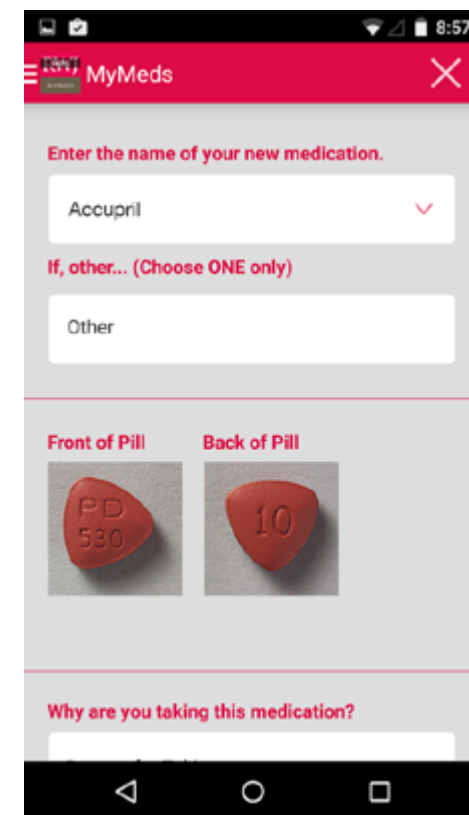 8:57
MyMeds
Enter the name of your new medication.
Accupril
If, other... (Choose ONE only)
Other
Front of Pill Back of Pill
PD
530
10
Why are you taking this medication?